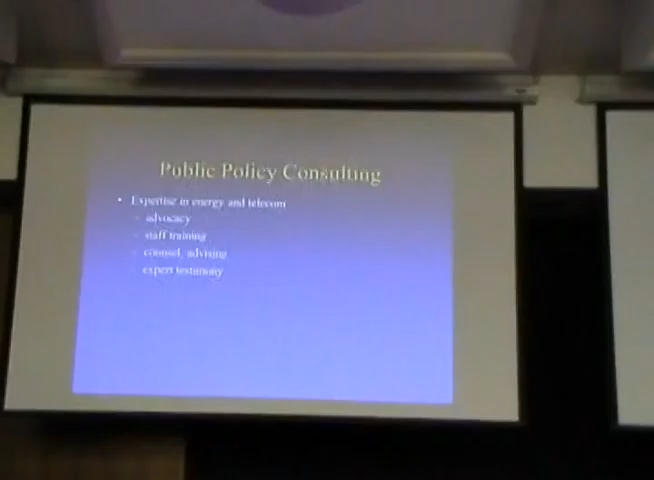 Public Policy Consulting
• Expertise in energy and telecom
– advocacy
– staff training
– counsel, advising
– expert testimony